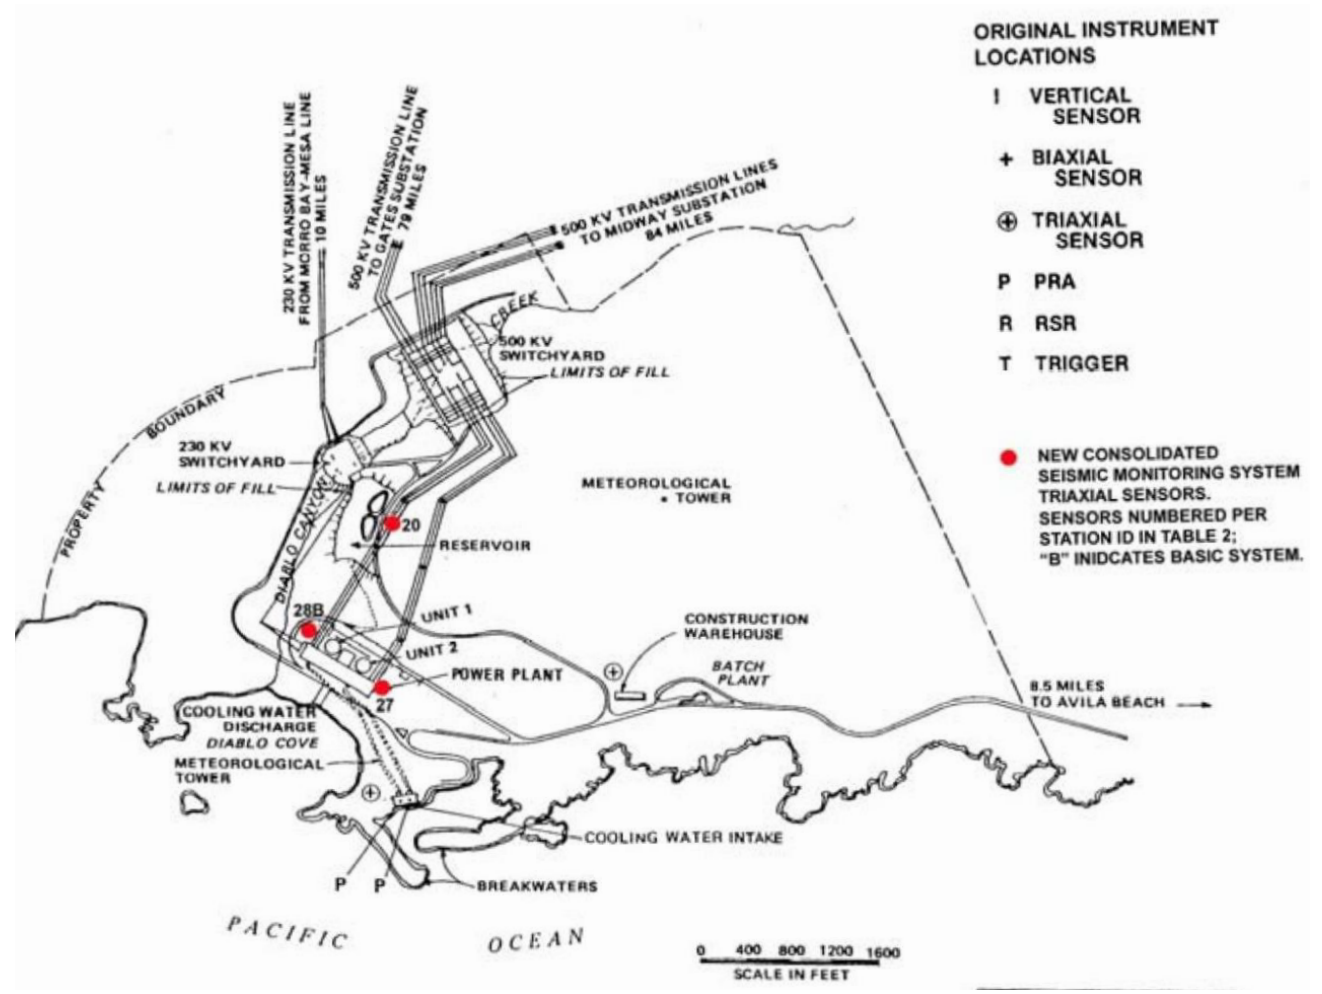 ORIGINAL INSTRUMENT
LOCATIONS
I VERTICAL
SENSOR
+ BIAXIAL
SENSOR
⊕ TRIAXIAL
SENSOR
P PRA
R RSR
T TRIGGER
NEW CONSOLIDATED
SEISMIC MONITORING SYSTEM
TRIAXIAL SENSORS.
SENSORS NUMBERED PER
STATION ID IN TABLE 2;
“B” INIDCATES BASIC SYSTEM.
230 KV TRANSMISSION LINE
FROM MORRO BAY-MESA LINE
10 MILES
500 KV TRANSMISSION LINE
TO GATES SUBSTATION
79 MILES
500 KV TRANSMISSION LINES
TO MIDWAY SUBSTATION
84 MILES
CREEK
500 KV
SWITCHYARD
LIMITS OF FILL
PROPERTY BOUNDARY
230 KV
SWITCHYARD
LIMITS OF FILL
DIABLO CANYON
METEOROLOGICAL
TOWER
20
RESERVOIR
28B
UNIT 1
UNIT 2
POWER PLANT
27
CONSTRUCTION
WAREHOUSE
BATCH
PLANT
8.5 MILES
TO AVILA BEACH
COOLING WATER
DISCHARGE
DIABLO COVE
METEOROLOGICAL
TOWER
COOLING WATER INTAKE
P P
BREAKWATERS
PACIFIC OCEAN
0 400 800 1200 1600
SCALE IN FEET